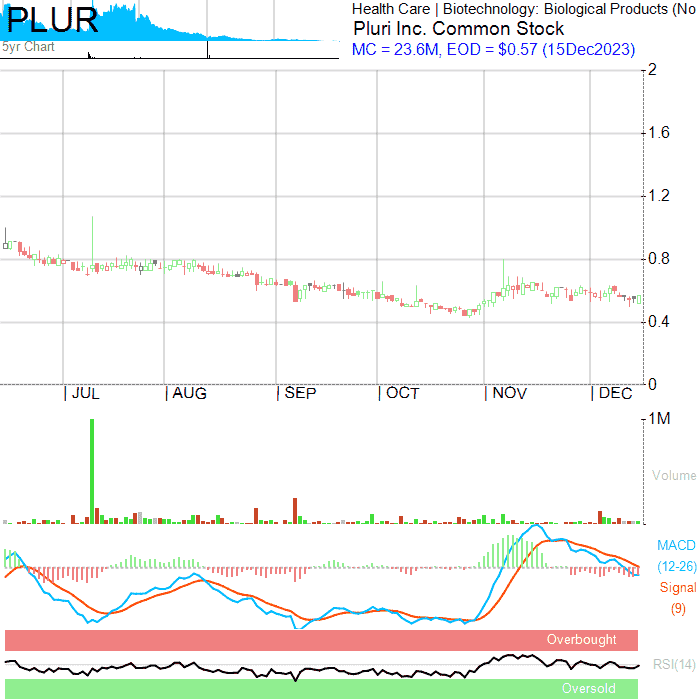 PLUR
5yr Chart
Health Care | Biotechnology: Biological Products (No
Pluri Inc. Common Stock
MC = 23.6M, EOD = $0.57 (15Dec2023)
2
1.6
1.2
0.8
0.4
0
JUL AUG SEP OCT NOV DEC
1M
Volume
MACD
(12-26)
Signal
(9)
Overbought
RSI(14)
Oversold